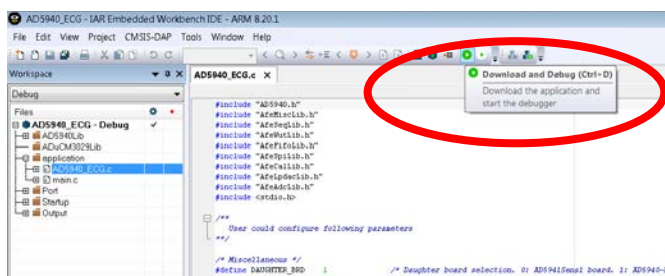 AD5940_ECG - IAR Embedded Workbench IDE - ARM 8.20.1
File Edit View Project CMSIS-DAP Tools Window Help
Workspace
AD5940_ECG.c x
Debug
Download and Debug (Ctrl+D)
Download the application and
start the debugger
Files
AD5940_ECG - Debug
AD5940Lib
ADuCM3029Lib
application
AD5940_ECG.c
main.c
Port
Startup
Output
#include "AD5940.h"
#include "AfeMiscLib.h"
#include "AfeSeqLib.h"
#include "AfeWutLib.h"
#include "AfeFifoLib.h"
#include "AfeSpiLib.h"
#include "AfeCalLib.h"
#include "AfeLpdacLib.h"
#include "AfeAdcLib.h"
#include <stdio.h>
/**
User could configure following parameters
**/
/* Miscellaneous */
#define DAUGHTER_BRD 1 /* Daughter board selection. 0: AD5941Sens1 board. 1: AD5940-